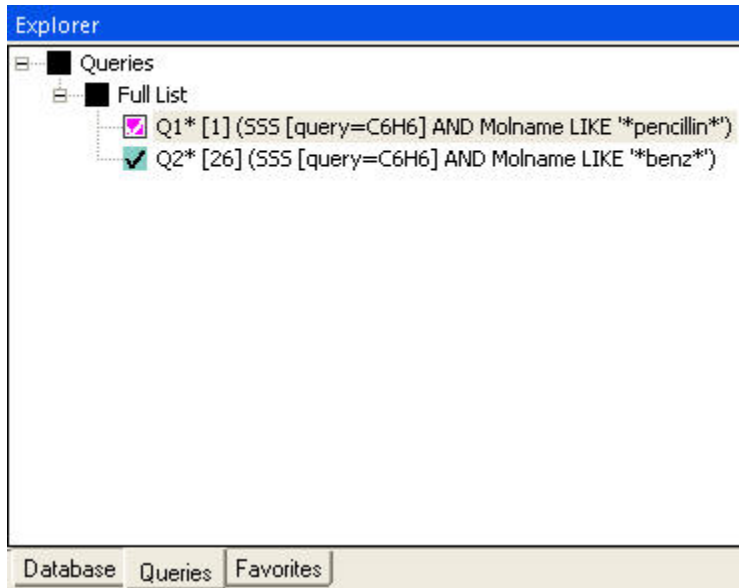 Explorer
Queries
Full List
Q1* [1] (SSS [query=C6H6] AND Molname LIKE '*pencillin*')
Q2* [26] (SSS [query=C6H6] AND Molname LIKE '*benz*')
Database Queries Favorites